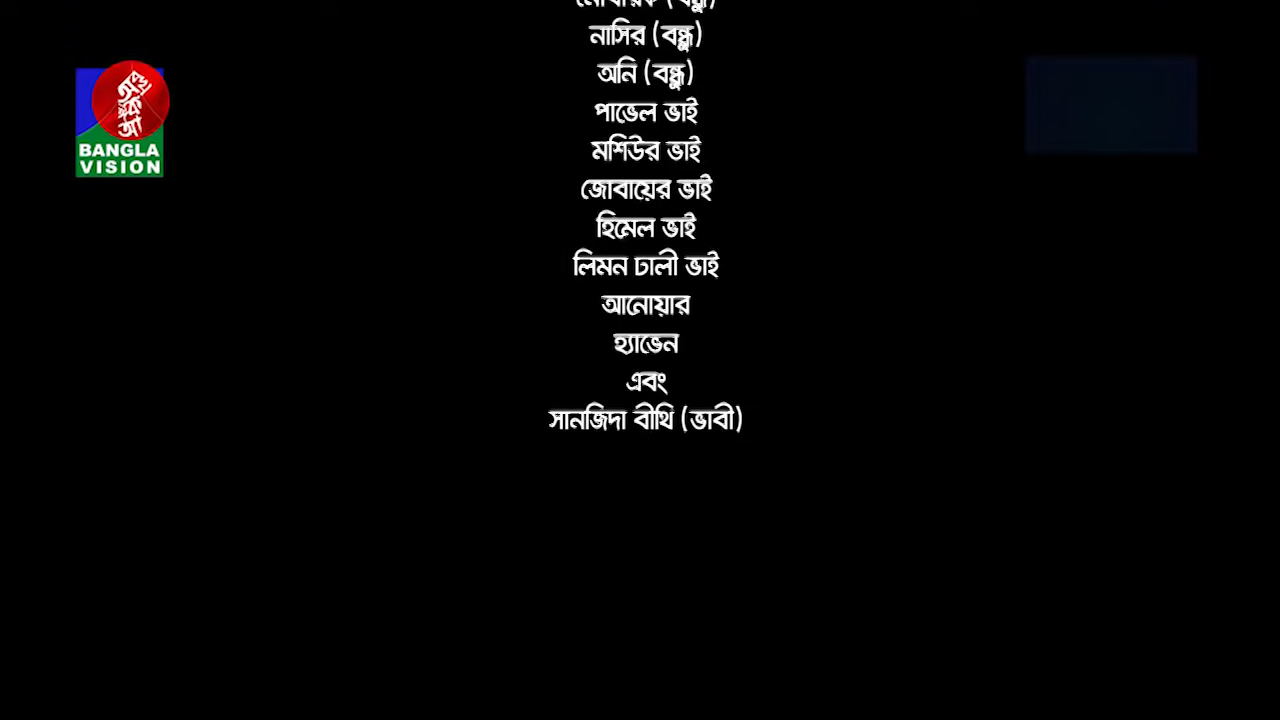 নাসির (বন্ধু)
অনি (বন্ধু)
পাভেল ভাই
মশিউর ভাই
জোবায়ের ভাই
হিমেল ভাই
লিমন ঢালী ভাই
আনোয়ার
হ্যাভেন
এবং
সানজিদা বীথি (ভাবী)
BANGLA
VISION